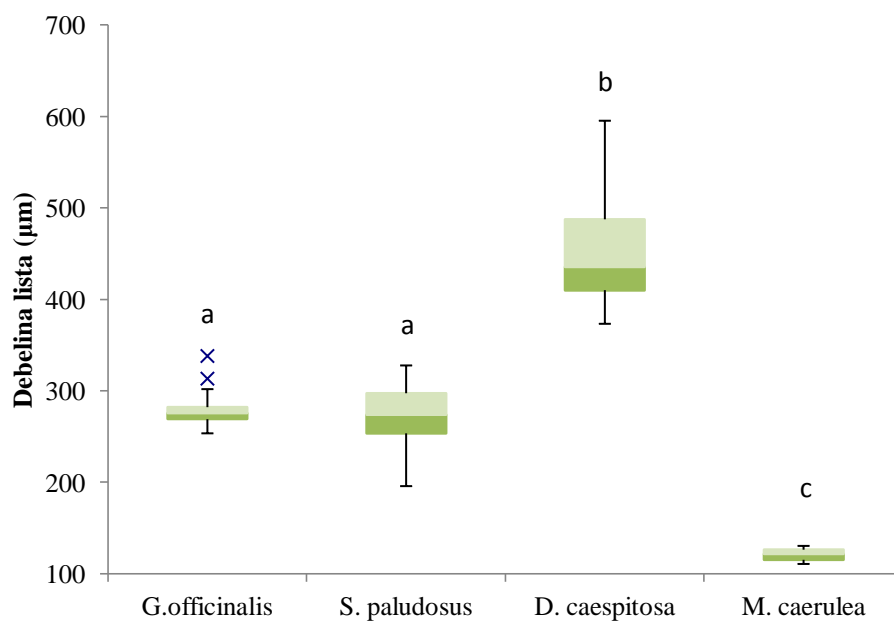 700
600
500
400
300
200
100
Debelina lista (µm)
a
a
b
c
G.officinalis
S. paludosus
D. caespitosa
M. caerulea